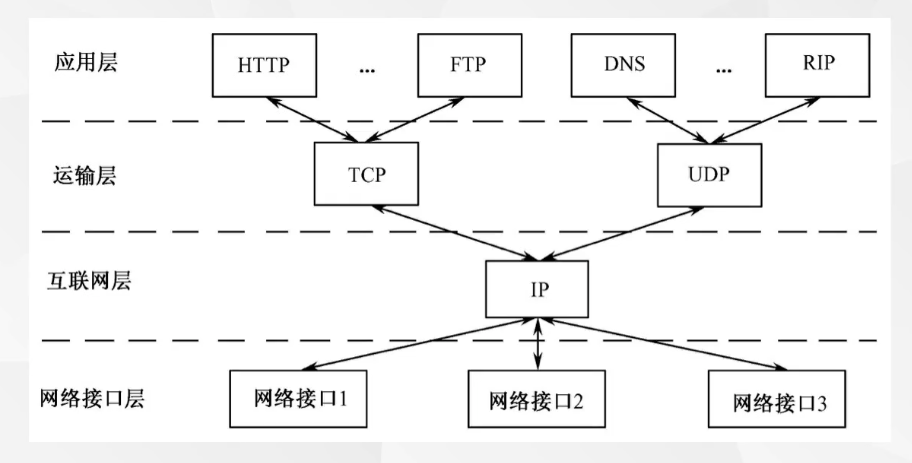 应用层
HTTP ... FTP DNS ... RIP
运输层
TCP UDP
互联网层
IP
网络接口层
网络接口1 网络接口2 网络接口3